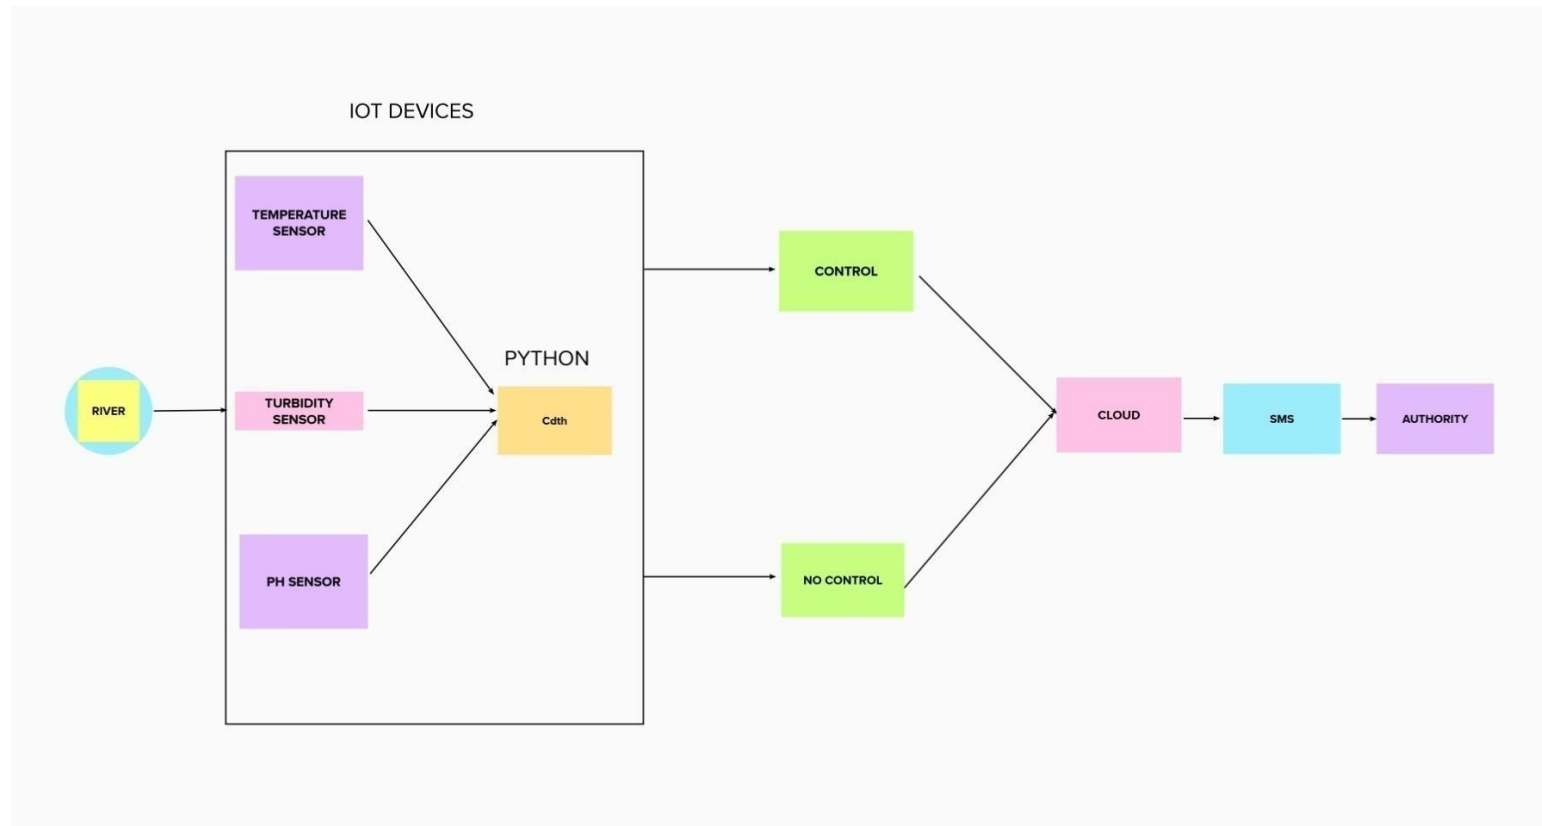 IOT DEVICES
TEMPERATURE
SENSOR
PYTHON
RIVER
TURBIDITY
SENSOR
Cdth
PH SENSOR
CONTROL
NO CONTROL
CLOUD
SMS
AUTHORITY